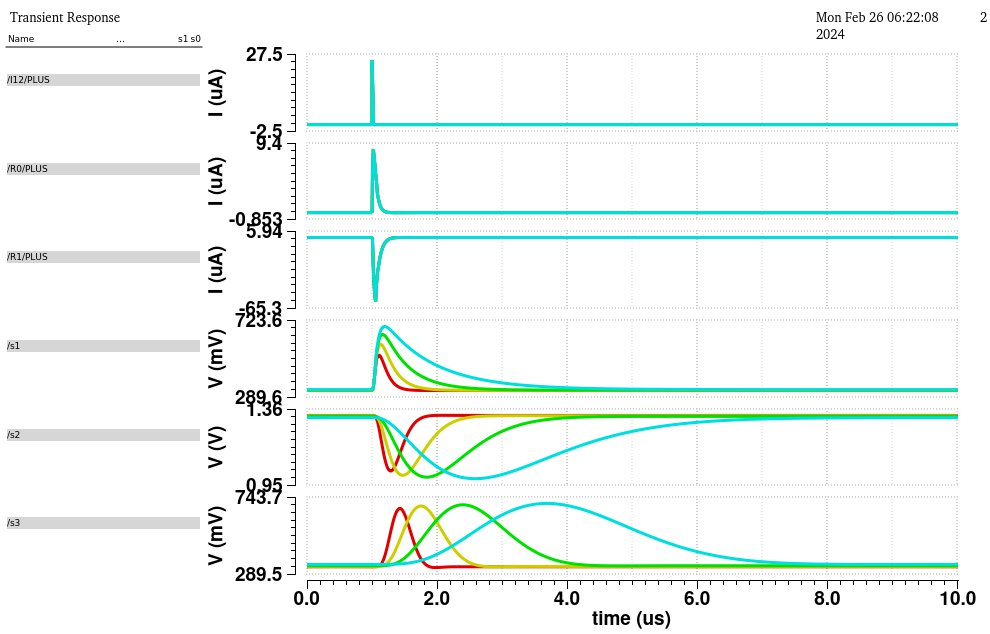 Transient Response
Mon Feb 26 06:22:08 2
2024
Name ... s1 s0
/I12/PLUS
I (uA)
27.5
-2.5
/R0/PLUS
I (uA)
9.4
-0.853
/R1/PLUS
I (uA)
5.94
-65.3
/s1
V (mV)
723.6
289.6
/s2
V (V)
1.36
0.95
/s3
V (mV)
743.7
289.5
0.0 2.0 4.0 6.0 8.0 10.0
time (us)